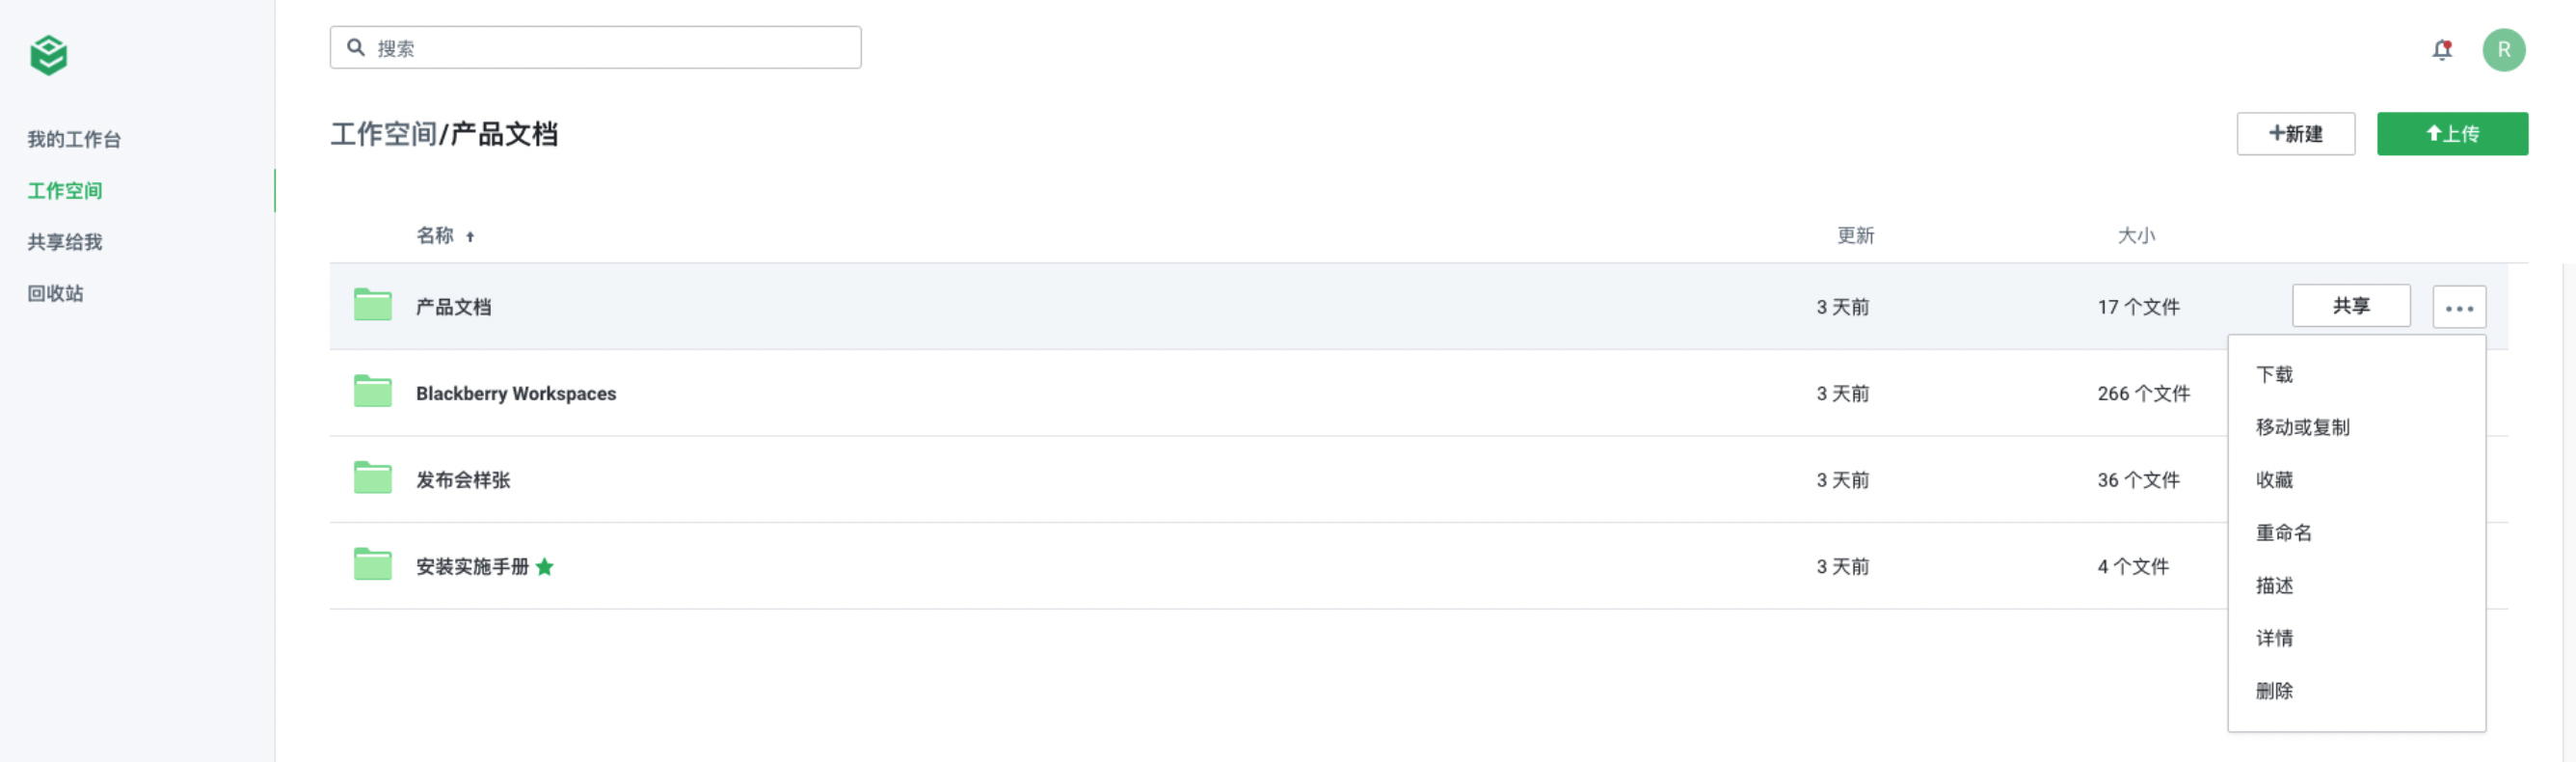 搜索
R
我的工作台
工作空间
共享给我
回收站
工作空间/产品文档
+新建
上传
名称 更新 大小
产品文档 3 天前 17 个文件 共享
Blackberry Workspaces 3 天前 266 个文件
发布会样张 3 天前 36 个文件
安装实施手册 3 天前 4 个文件
下载
移动或复制
收藏
重命名
描述
详情
删除